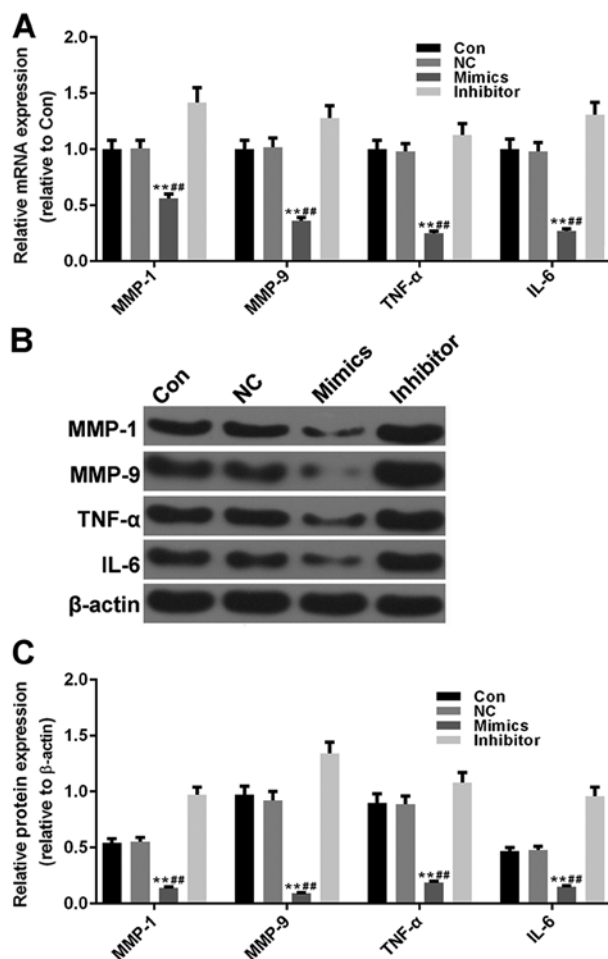 A
Relative mRNA expression
(relative to Con)
2.0
1.5
1.0
0.5
0.0
Con
NC
Mimics
Inhibitor
**##
**##
**##
**##
MMP-1
MMP-9
TNF-α
IL-6
B
Con
NC
Mimics
Inhibitor
MMP-1
MMP-9
TNF-α
IL-6
β-actin
C
Relative protein expression
(relative to β-actin)
2.0
1.5
1.0
0.5
0.0
Con
NC
Mimics
Inhibitor
**##
**##
**##
**##
MMP-1
MMP-9
TNF-α
IL-6